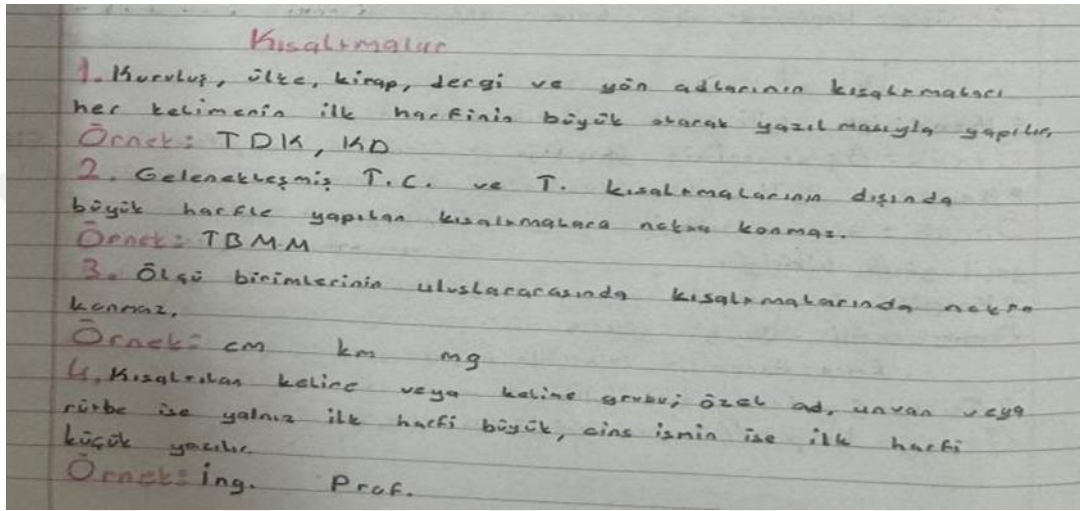 Kısaltmalar
1. Kuruluş, ülke, kitap, dergi ve yön adlarının kısaltmaları
her kelimenin ilk harfinin büyük olarak yazılmasıyla yapılır.
Örnek: TDK, KD
2. Gelenekleşmiş T.C. ve T. kısaltmalarının dışında
büyük harfle yapılan kısaltmalara nokta konmaz.
Örnek: TBMM
3. Ölçü birimlerinin uluslararasında kısaltmalarında nokta
konmaz.
Örnek: cm km mg
4. Kısaltılan kelime veya kelime grubu; özel ad, unvan veya
rütbe ise yalnız ilk harfi büyük, cins ismin ise ilk harfi
küçük yazılır.
Örnek: İng. Prof.